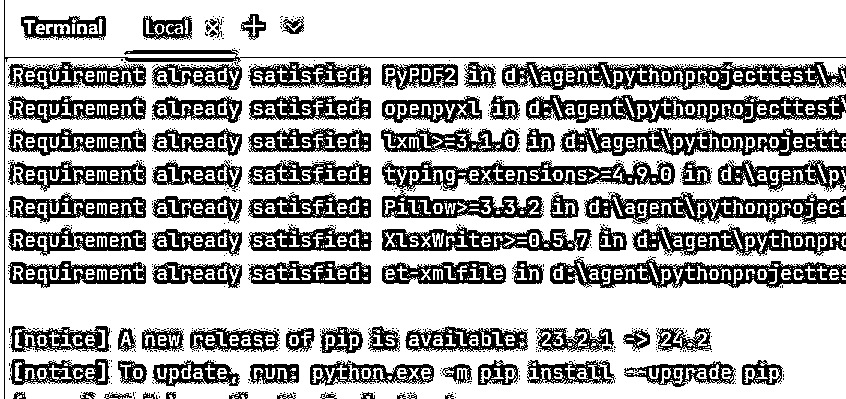 Terminal Local × + ∨
Requirement already satisfied: PyPDF2 in d:\agent\pythonprojecttest\.v
Requirement already satisfied: openpyxl in d:\agent\pythonprojecttest\
Requirement already satisfied: lxml>=3.1.0 in d:\agent\pythonprojectte
Requirement already satisfied: typing-extensions>=4.9.0 in d:\agent\py
Requirement already satisfied: Pillow>=3.3.2 in d:\agent\pythonproject
Requirement already satisfied: XlsxWriter>=0.5.7 in d:\agent\pythonpro
Requirement already satisfied: et-xmlfile in d:\agent\pythonprojecttes
[notice] A new release of pip is available: 23.2.1 -> 24.2
[notice] To update, run: python.exe -m pip install --upgrade pip